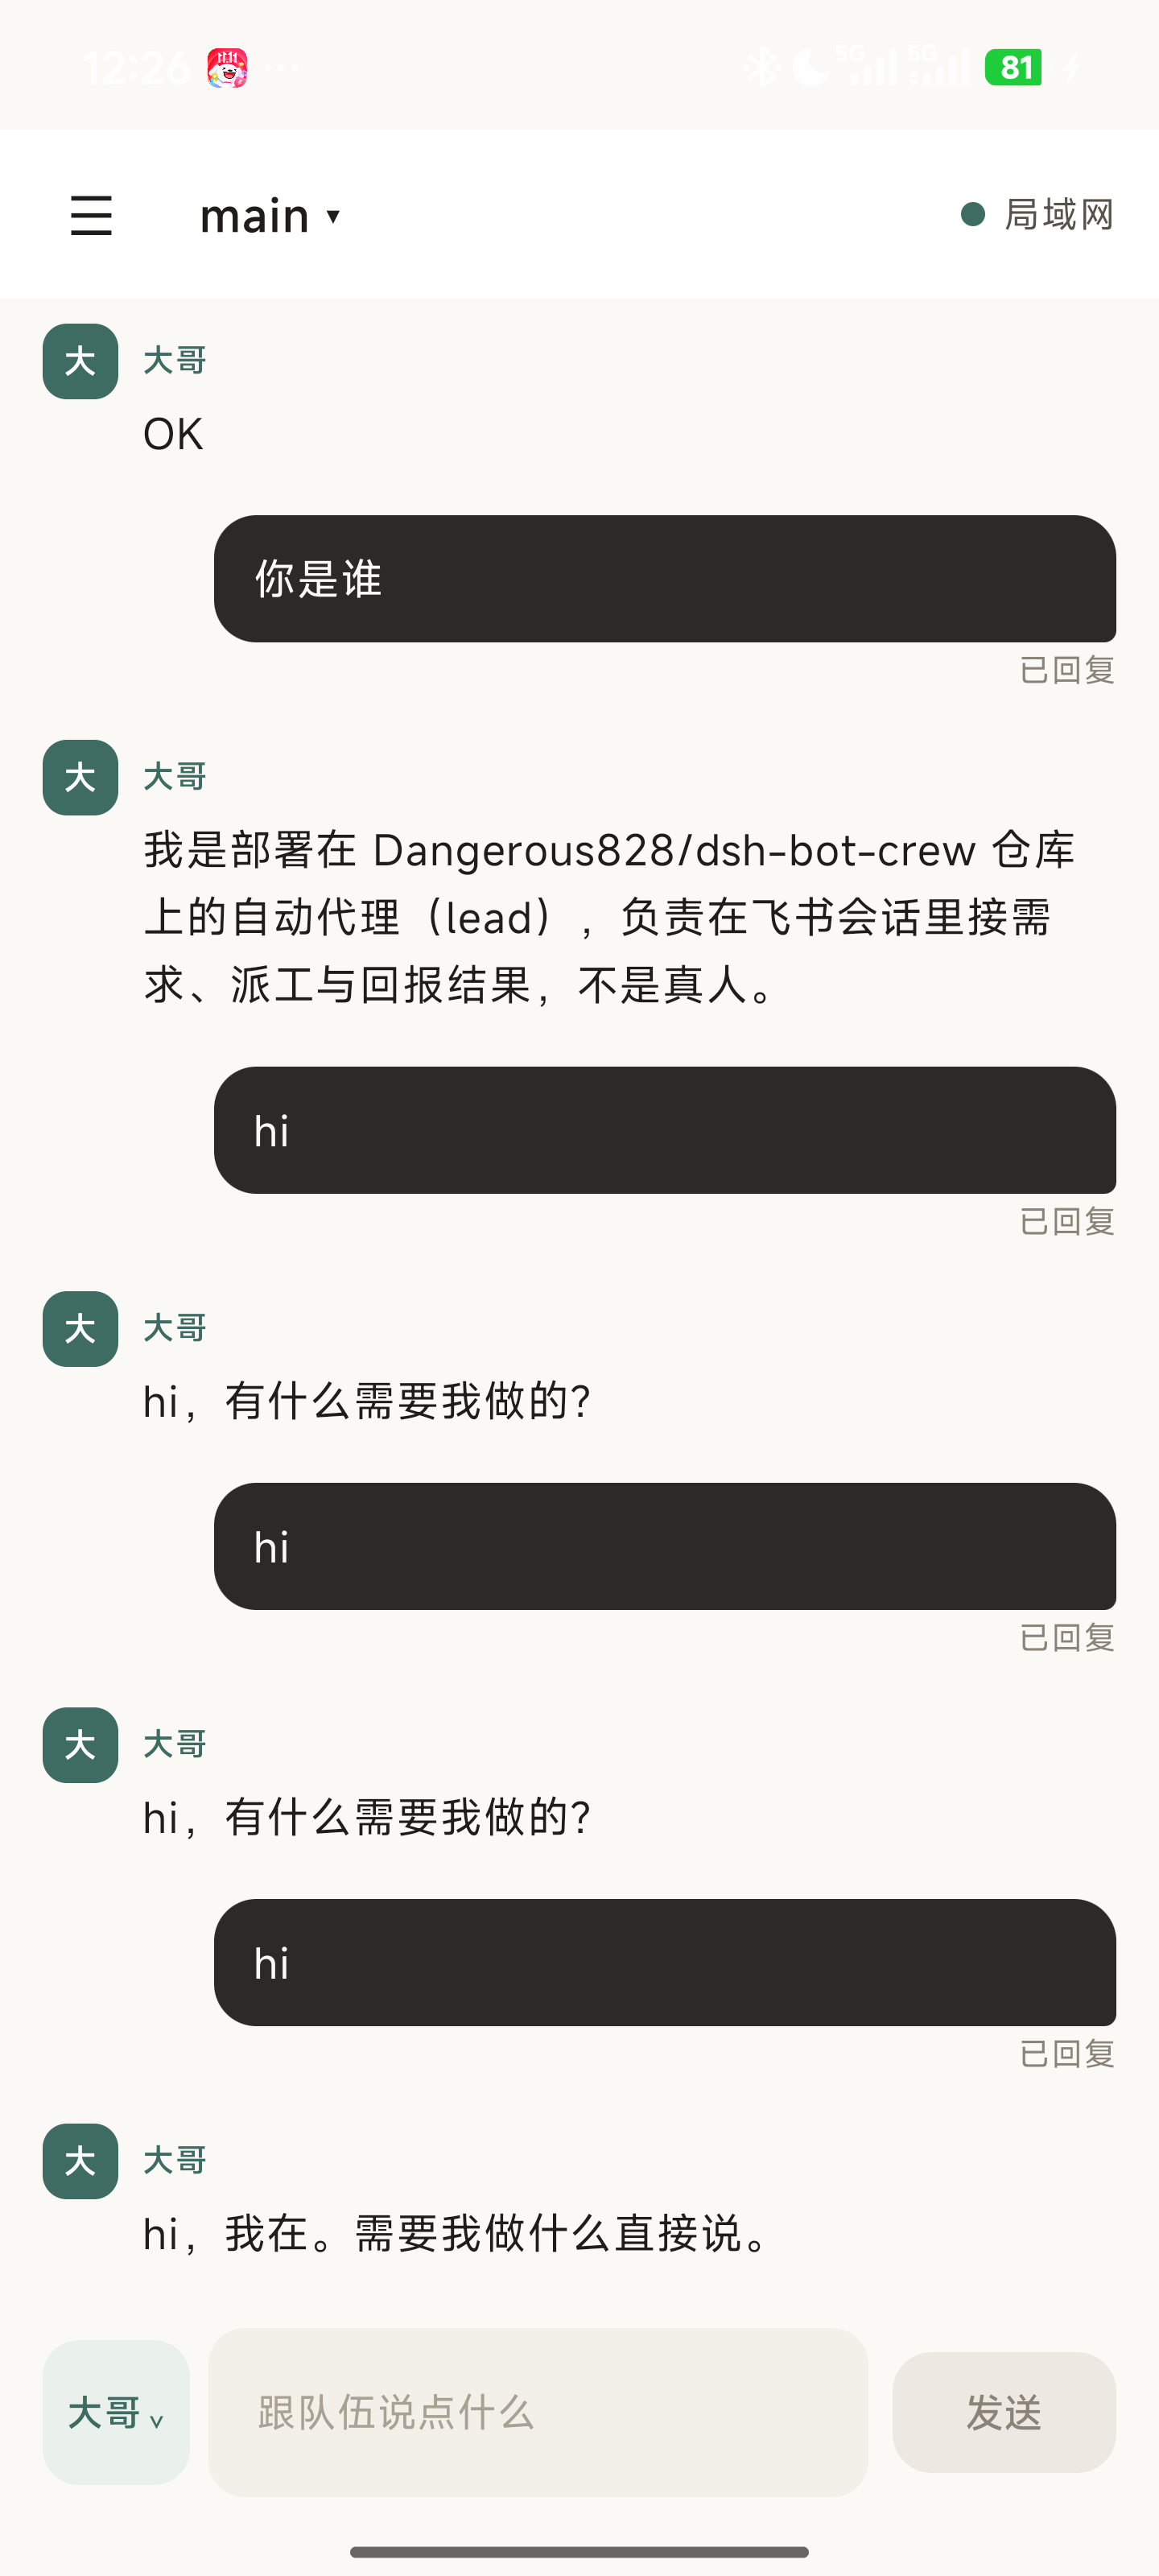 12:26
5G
5G
81
main
局域网
大
大哥
OK
你是谁
已回复
大
大哥
我是部署在 Dangerous828/dsh-bot-crew 仓库
上的自动代理（lead），负责在飞书会话里接需
求、派工与回报结果，不是真人。
hi
已回复
大
大哥
hi，有什么需要我做的？
hi
已回复
大
大哥
hi，有什么需要我做的？
hi
已回复
大
大哥
hi，我在。需要我做什么直接说。
大哥
跟队伍说点什么
发送